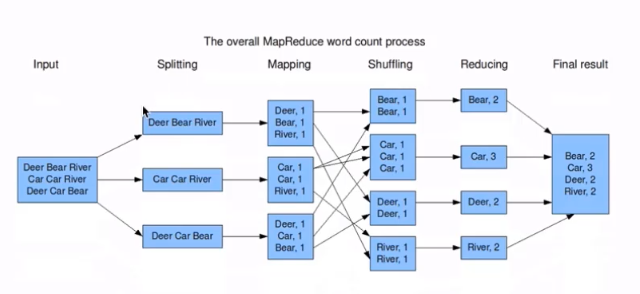 The overall MapReduce word count process
Input
Splitting
Mapping
Shuffling
Reducing
Final result
Deer Bear River
Car Car River
Deer Car Bear
Deer Bear River
Car Car River
Deer Car Bear
Deer, 1
Bear, 1
River, 1
Car, 1
Car, 1
River, 1
Deer, 1
Car, 1
Bear, 1
Bear, 1
Bear, 1
Car, 1
Car, 1
Car, 1
Deer, 1
Deer, 1
River, 1
River, 1
Bear, 2
Car, 3
Deer, 2
River, 2
Bear, 2
Car, 3
Deer, 2
River, 2